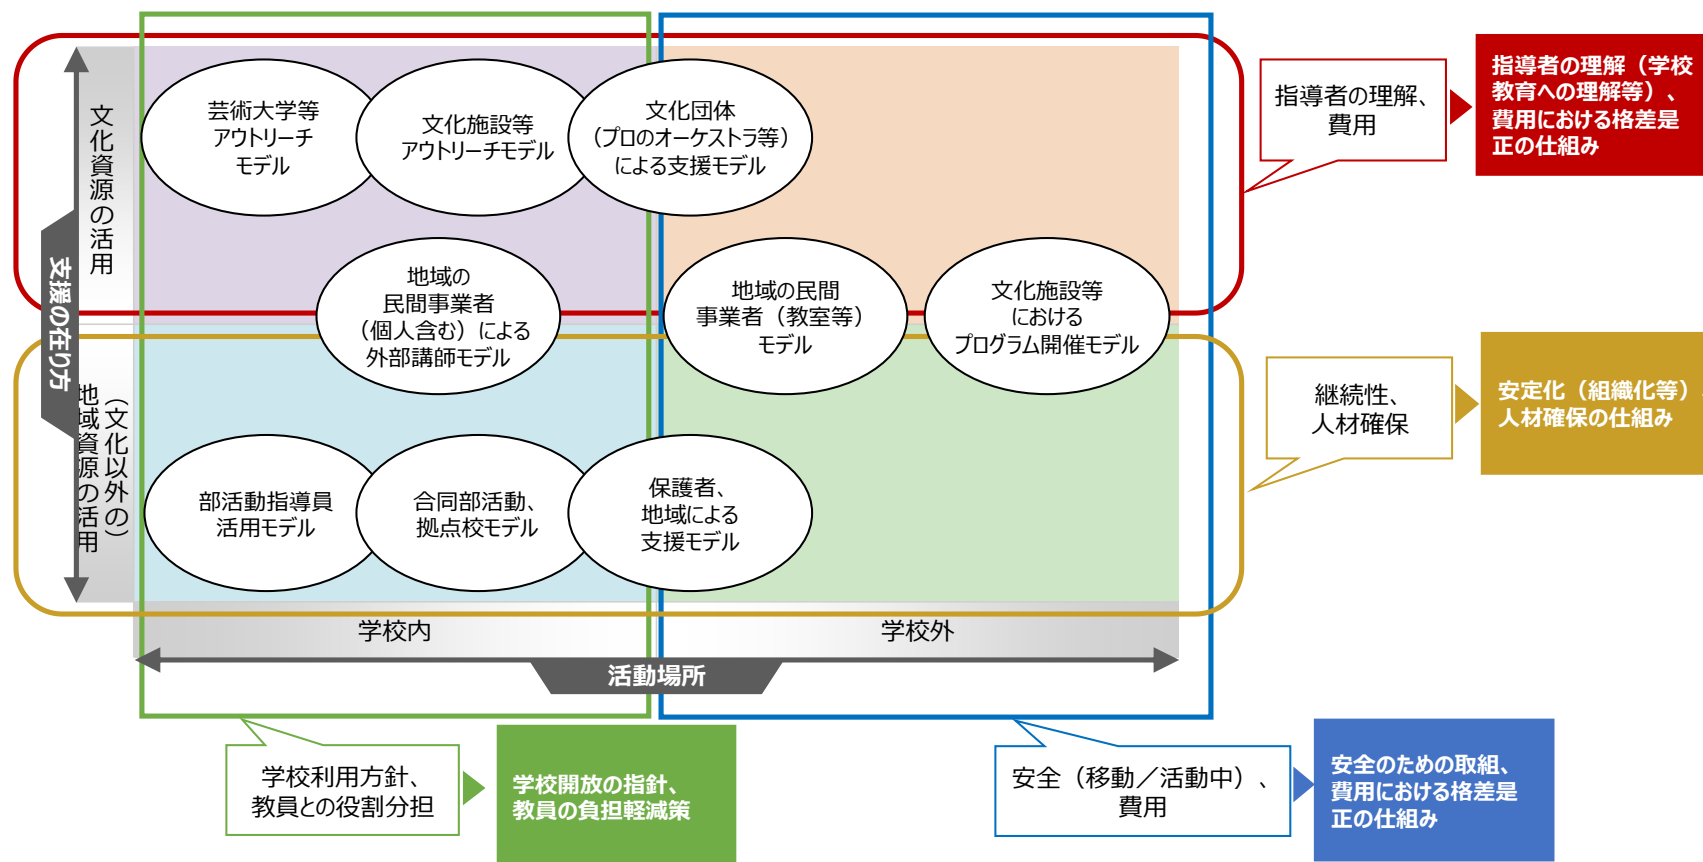 芸術大学等
アウトリーチ
モデル
文化施設等
アウトリーチモデル
文化団体
（プロのオーケストラ等）
による支援モデル
指導者の理解、
費用
指導者の理解（学校
教育への理解等）、
費用における格差是
正の仕組み
文化資源の活用
支援の在り方
地域の
民間事業者
（個人含む）による
外部講師モデル
地域の民間
事業者（教室等）
モデル
文化施設等
における
プログラム開催モデル
（文化以外の）
地域資源の活用
継続性、
人材確保
安定化（組織化等）
人材確保の仕組み
部活動指導員
活用モデル
合同部活動、
拠点校モデル
保護者、
地域による
支援モデル
学校内
学校外
活動場所
学校利用方針、
教員との役割分担
学校開放の指針、
教員の負担軽減策
安全（移動／活動中）、
費用
安全のための取組、
費用における格差是
正の仕組み